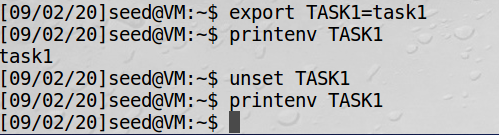 [09/02/20]seed@VM:~$ export TASK1=task1
[09/02/20]seed@VM:~$ printenv TASK1
task1
[09/02/20]seed@VM:~$ unset TASK1
[09/02/20]seed@VM:~$ printenv TASK1
[09/02/20]seed@VM:~$